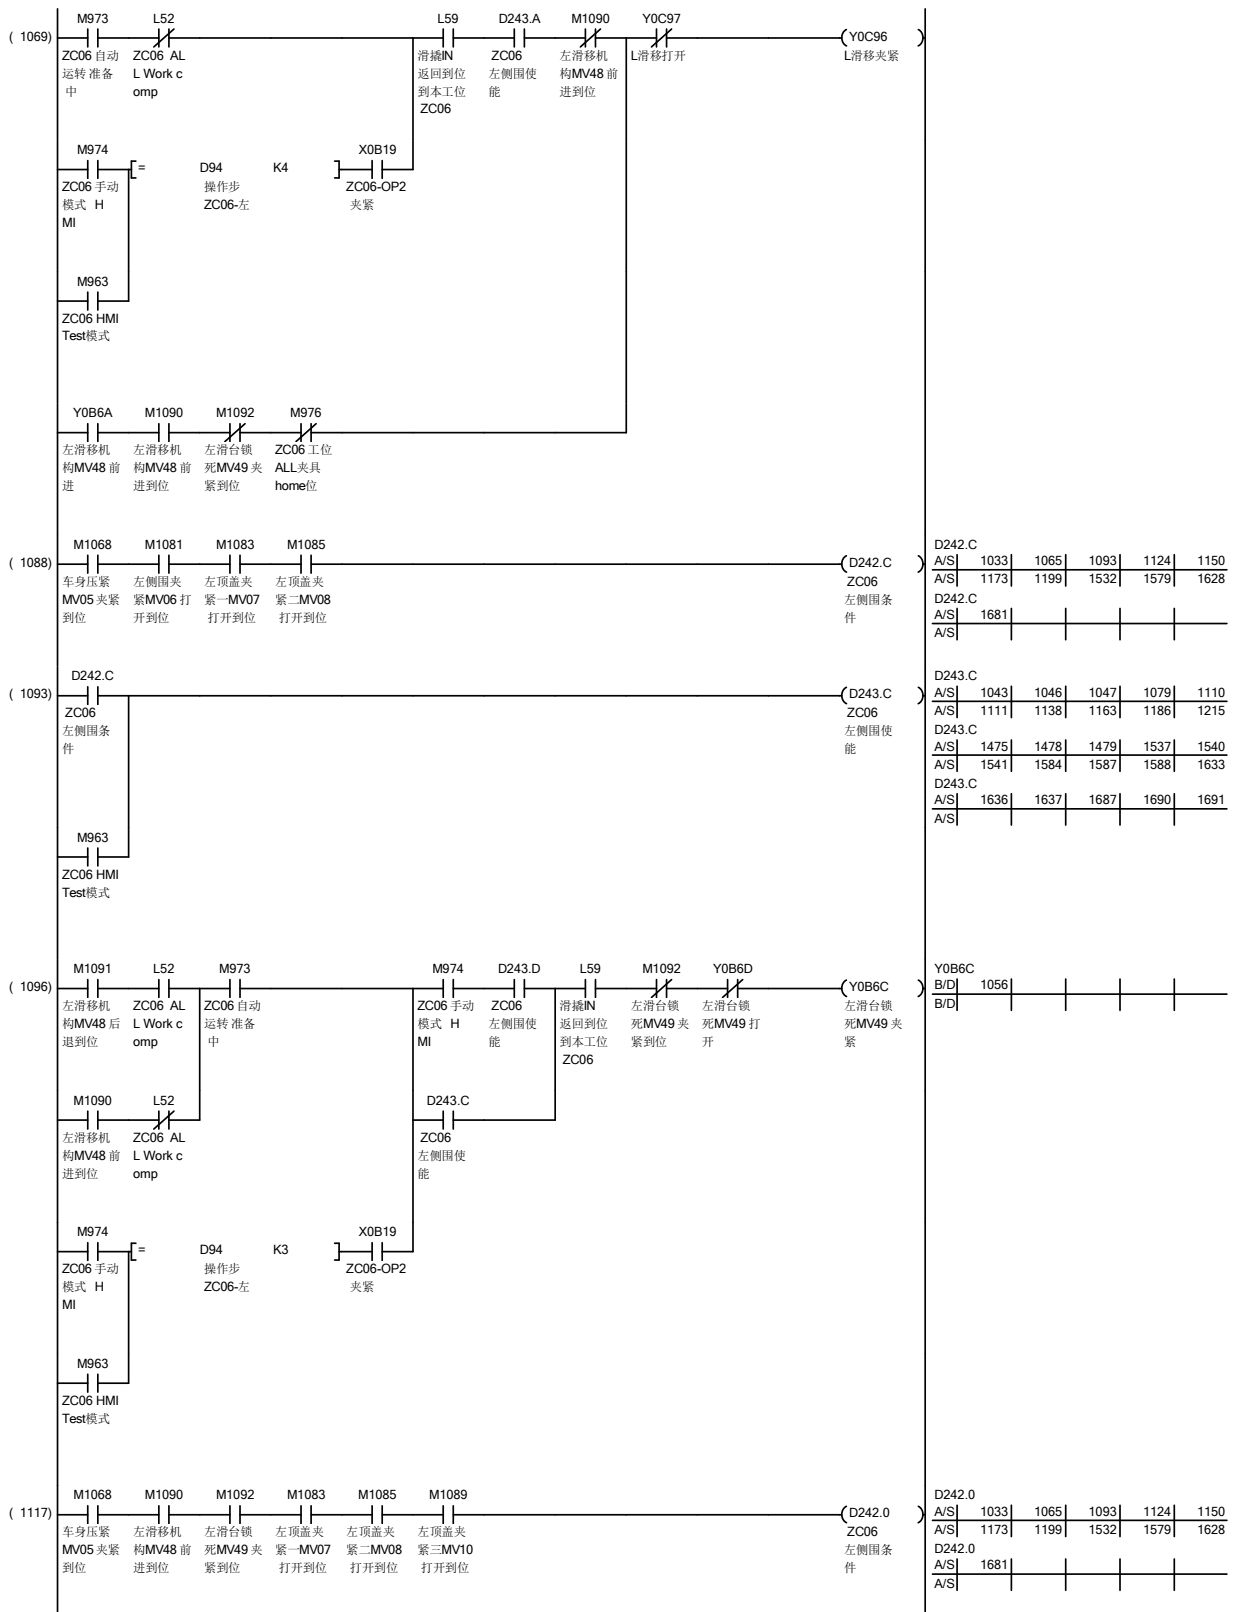 M973 L52 L59 D243.A M1090 Y0C97
( 1069) Y0C96
ZC06 自动 ZC06 AL 滑撬IN ZC06 左滑移机 L滑移打开 L滑移夹紧
运转 准备 L Work c 返回到位 左侧围使 构MV48 前
中 omp 到本工位 能 进到位
ZC06
M974 X0B19
= D94 K4
ZC06 手动 操作步 ZC06-OP2
模式 H ZC06-左 夹紧
MI
M963
ZC06 HMI
Test模式
Y0B6A M1090 M1092 M976
左滑移机 左滑移机 左滑台锁 ZC06 工位
构MV48 前 构MV48 前 死MV49 夹 ALL夹具
进 进到位 紧到位 home位
M1068 M1081 M1083 M1085 D242.C
( 1088) D242.C A/S 1033 1065 1093 1124 1150
车身压紧 左侧围夹 左顶盖夹 左顶盖夹 ZC06 A/S 1173 1199 1532 1579 1628
MV05 夹紧 紧MV06 打 紧一MV07 紧二MV08 左侧围条 D242.C
到位 开到位 打开到位 打开到位 件 A/S 1681
A/S
D242.C D243.C
( 1093) D243.C A/S 1043 1046 1047 1079 1110
ZC06 ZC06 A/S 1111 1138 1163 1186 1215
左侧围条 左侧围使 D243.C
件 能 A/S 1475 1478 1479 1537 1540
A/S 1541 1584 1587 1588 1633
D243.C
A/S 1636 1637 1687 1690 1691
A/S
M963
ZC06 HMI
Test模式
M1091 L52 M973 M974 D243.D L59 M1092 Y0B6D Y0B6C
( 1096) Y0B6C B/D 1056
左滑移机 ZC06 AL ZC06 自动 ZC06 手动 ZC06 滑撬IN 左滑台锁 左滑台锁 左滑台锁 B/D
构MV48 后 L Work c 运转 准备 模式 H 左侧围使 返回到位 死MV49 夹 死MV49 打 死MV49 夹
退到位 omp 中 MI 能 到本工位 紧到位 开 紧
ZC06
M1090 L52 D243.C
左滑移机 ZC06 AL ZC06
构MV48 前 L Work c 左侧围使
进到位 omp 能
M974 X0B19
= D94 K3
ZC06 手动 操作步 ZC06-OP2
模式 H ZC06-左 夹紧
MI
M963
ZC06 HMI
Test模式
M1068 M1090 M1092 M1083 M1085 M1089 D242.0
( 1117) D242.0 A/S 1033 1065 1093 1124 1150
车身压紧 左滑移机 左滑台锁 左顶盖夹 左顶盖夹 左顶盖夹 ZC06 A/S 1173 1199 1532 1579 1628
MV05 夹紧 构MV48 前 死MV49 夹 紧一MV07 紧二MV08 紧三MV10 左侧围条 D242.0
到位 进到位 紧到位 打开到位 打开到位 打开到位 件 A/S 1681
A/S